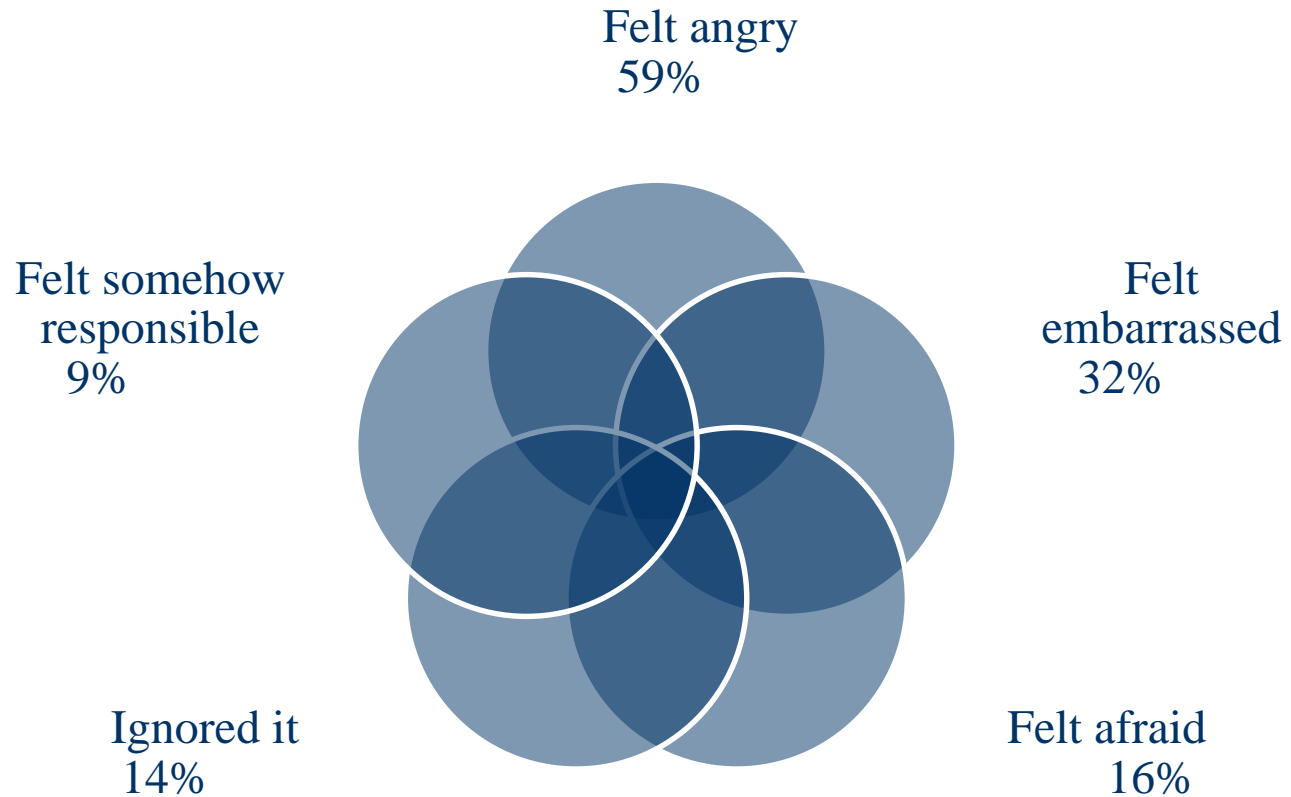 Felt angry
59%
Felt somehow
responsible
9%
Felt
embarrassed
32%
Ignored it
14%
Felt afraid
16%